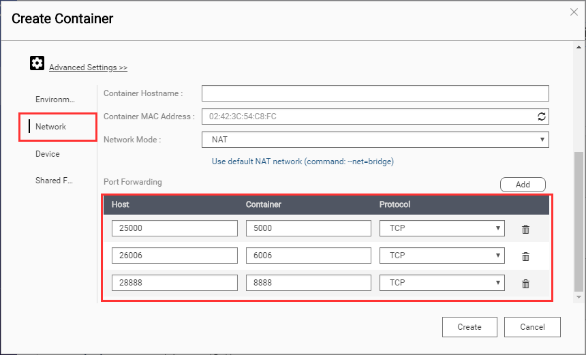 Create Container
Advanced Settings >>
Environm...
Network
Device
Shared F...
Container Hostname :
Container MAC Address : 02:42:3C:54:C8:FC
Network Mode : NAT
Use default NAT network (command: --net=bridge)
Port Forwarding Add
Host Container Protocol
25000 5000 TCP
26006 6006 TCP
28888 8888 TCP
Create Cancel